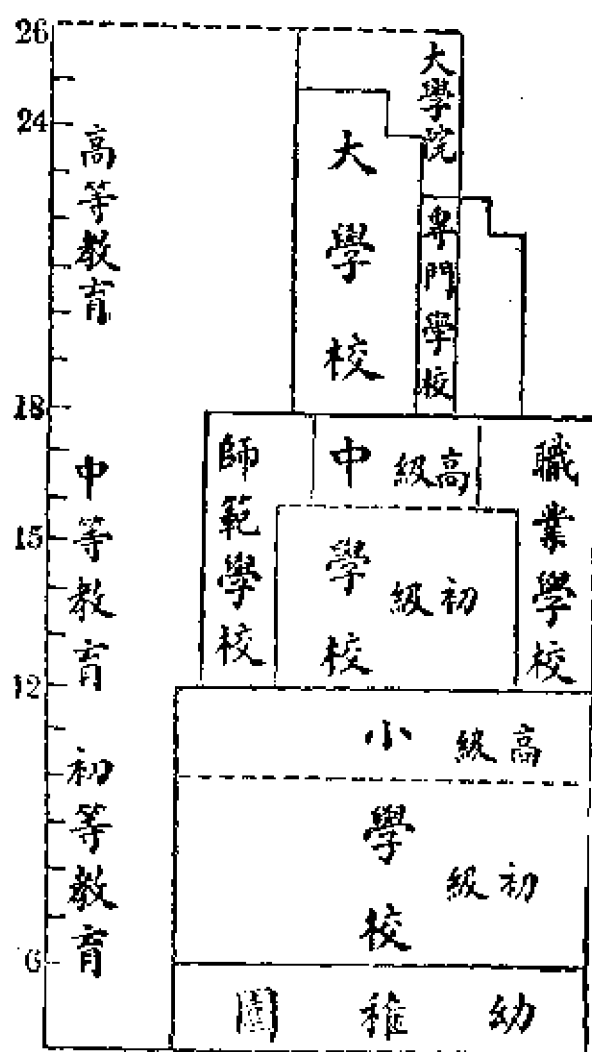 26
24
18
15
12
6
高等教育
中等教育
初等教育
大學院
大學校
専門學校
師範學校
中學校
高級
初級
職業學校
小學校
高級
初級
幼稚園